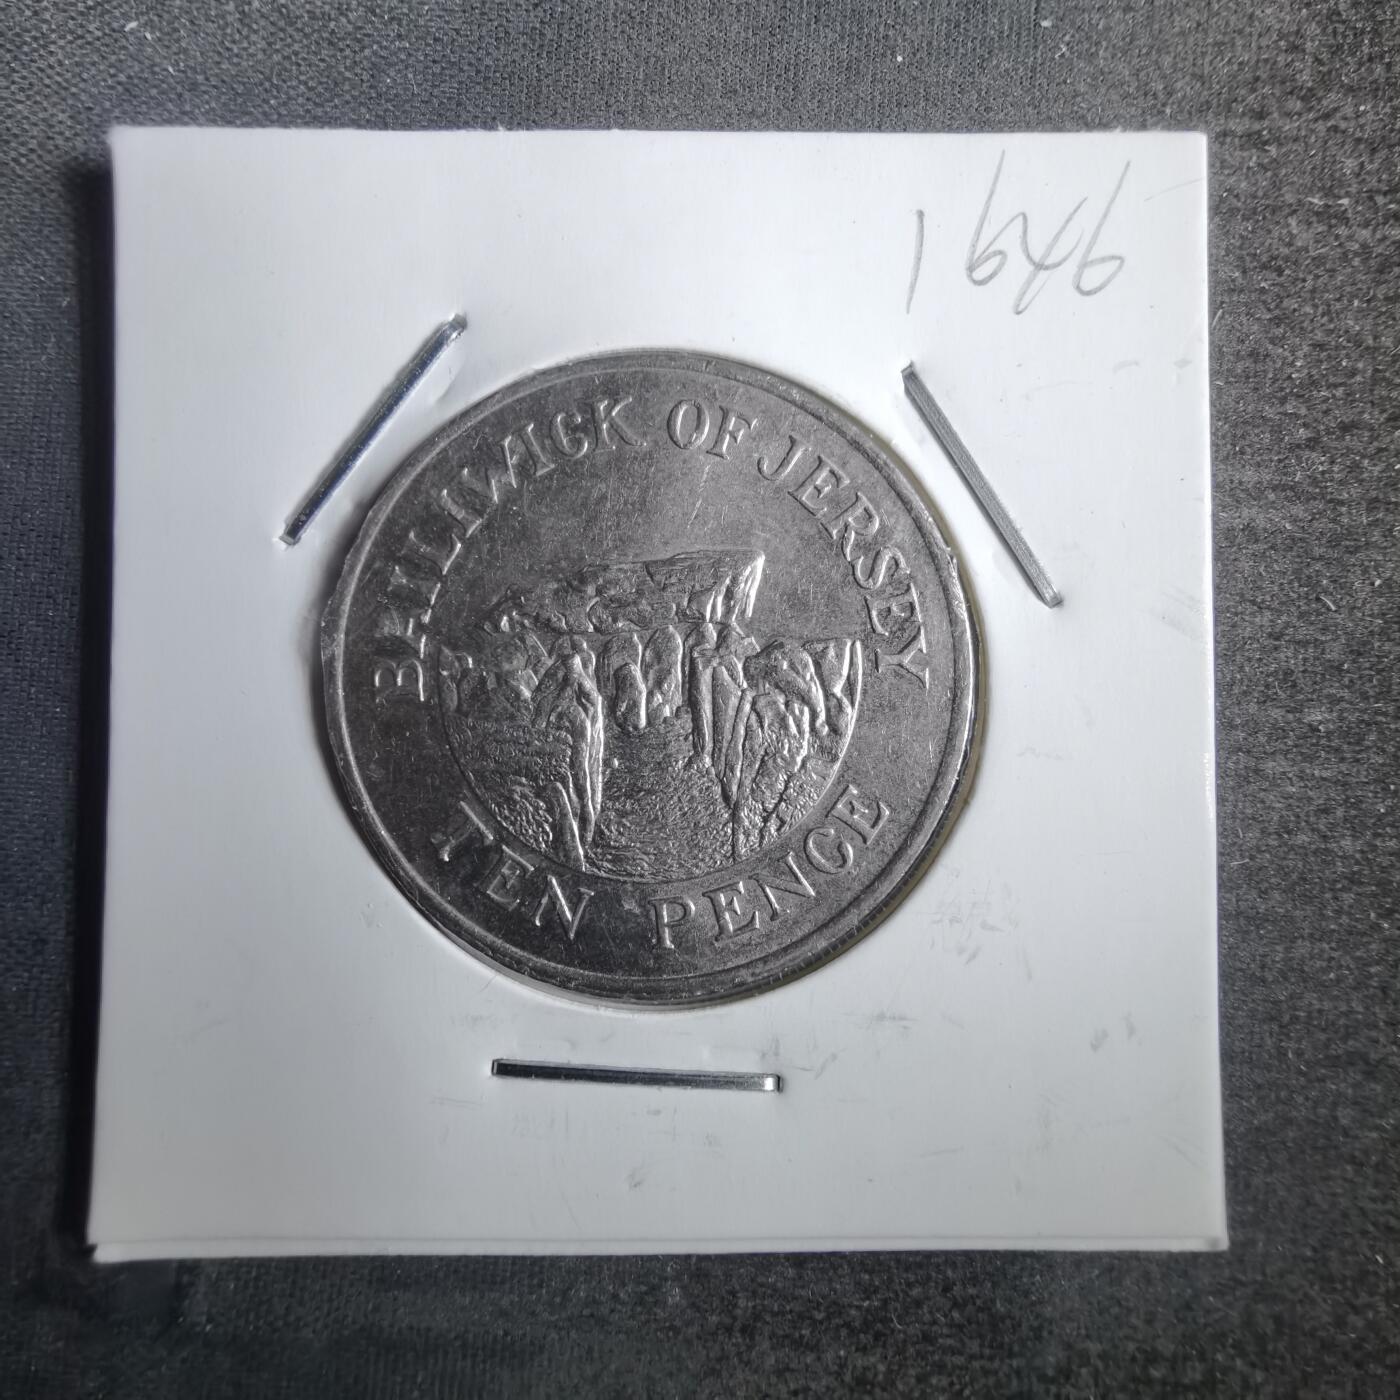 1646
BAILIWICK OF JERSEY
TEN PENCE